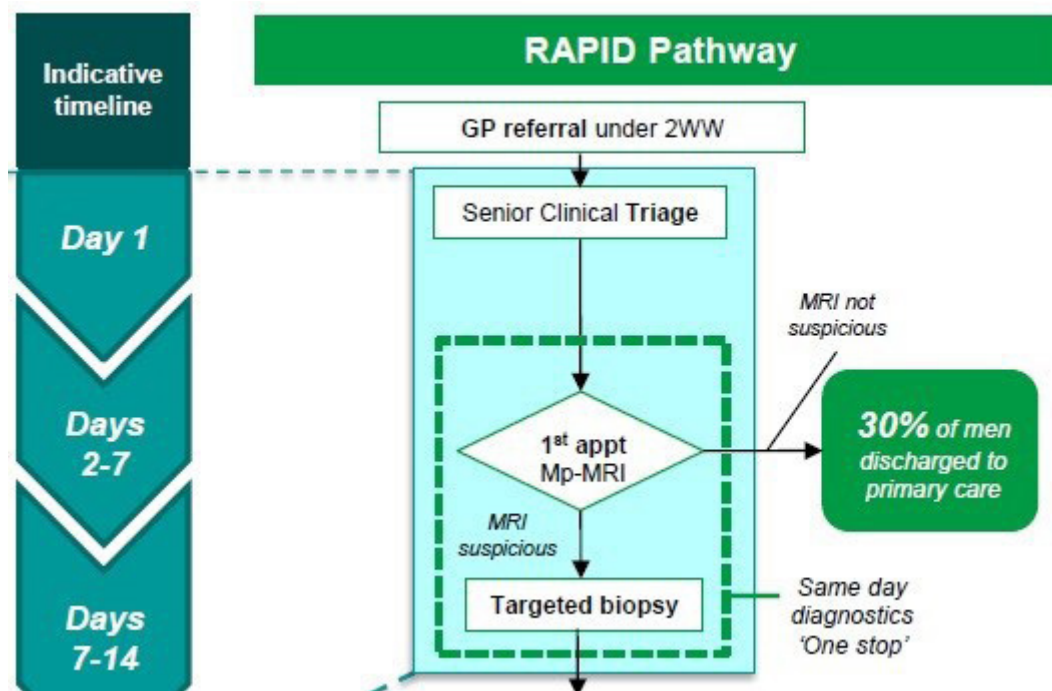 Indicative
timeline
RAPID Pathway
GP referral under 2WW
Senior Clinical Triage
Day 1
MRI not
suspicious
Days
2-7
1st appt
Mp-MRI
30% of men
discharged to
primary care
MRI
suspicious
Targeted biopsy
Same day
diagnostics
'One stop'
Days
7-14